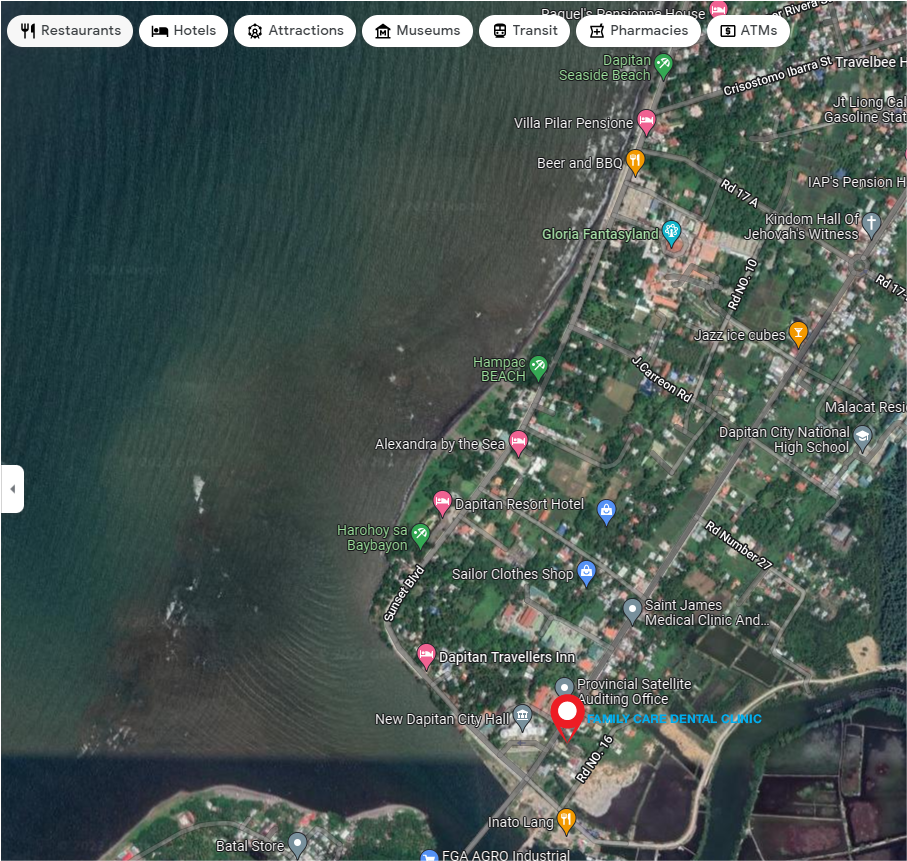 Raquel's Pensionne House
Restaurants
Hotels
Attractions
Museums
Transit
Pharmacies
ATMs
Dapitan
Seaside Beach
Crisostomo Ibarra St
Travelbee H
Villa Pilar Pensione
Jt Liong Cal
Gasoline Stat
Beer and BBQ
Rd 17 A
IAP's Pension H
Kindom Hall Of
Jehovah's Witness
Gloria Fantasyland
Rd NO. 10
Rd 17-
Jazz ice cubes
Hampac
BEACH
J.Carreon Rd
Malacat Resi
Dapitan City National
High School
Alexandra by the Sea
Dapitan Resort Hotel
Harohoy sa
Baybayon
Rd Number 27
Sailor Clothes Shop
Sunset Blvd
Saint James
Medical Clinic And...
Dapitan Travellers Inn
Provincial Satellite
Auditing Office
New Dapitan City Hall
FAMILY CARE DENTAL CLINIC
Rd NO. 16
Inato Lang
Batal Store
FGA AGRO Industrial